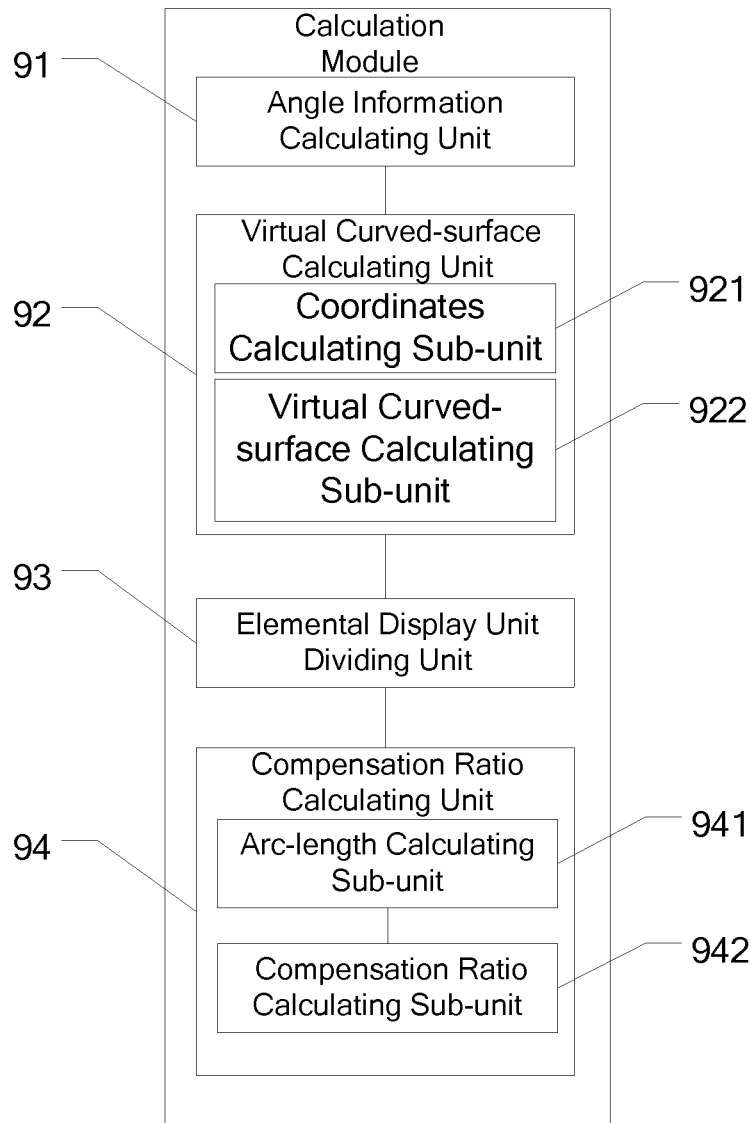 Calculation
Module
91
Angle Information
Calculating Unit
92
Virtual Curved-surface
Calculating Unit
921
Coordinates
Calculating Sub-unit
922
Virtual Curved-
surface Calculating
Sub-unit
93
Elemental Display Unit
Dividing Unit
94
Compensation Ratio
Calculating Unit
941
Arc-length Calculating
Sub-unit
942
Compensation Ratio
Calculating Sub-unit